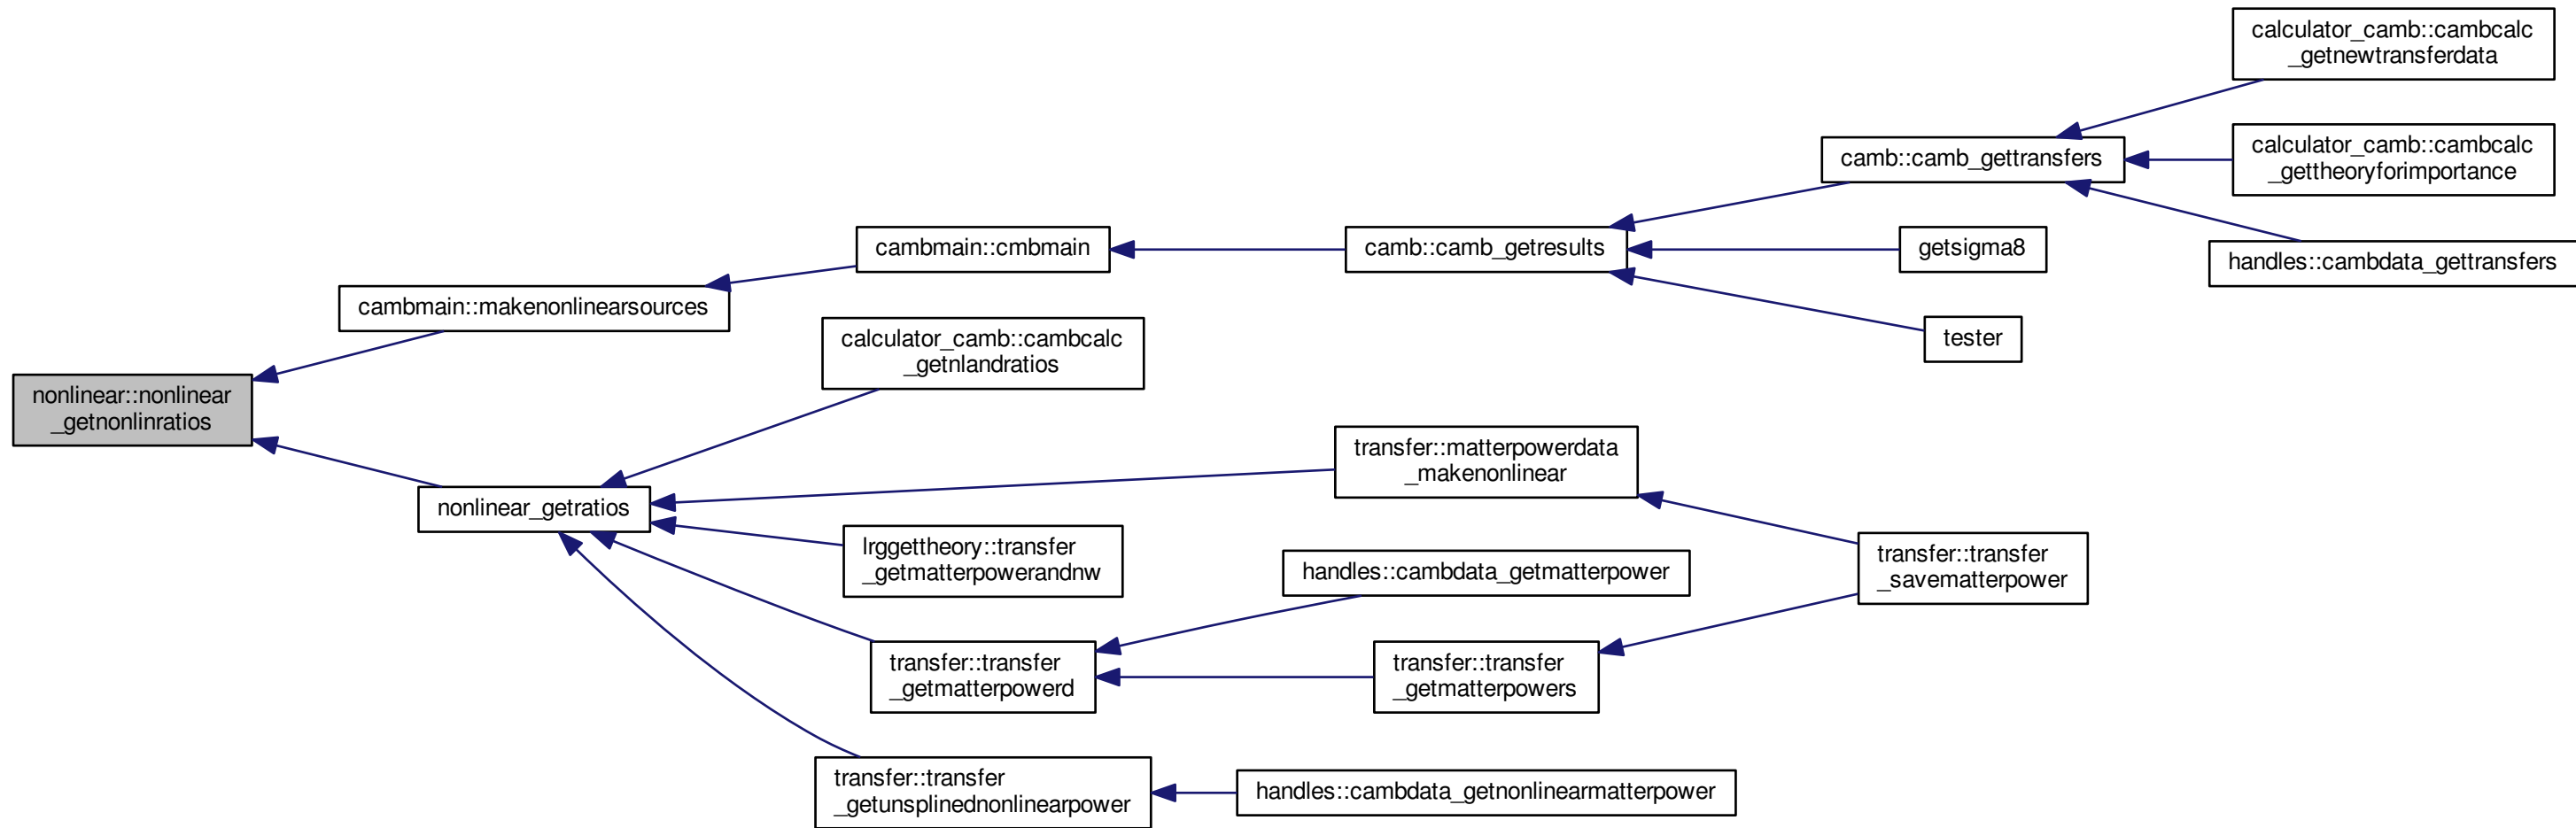 calculator_camb::cambcalc
_getnewtransferdata
camb::camb_gettransfers
calculator_camb::cambcalc
_gettheoryforimportance
cambmain::cmbmain
camb::camb_getresults
getsigma8
handles::cambdata_gettransfers
cambmain::makenonlinearsources
calculator_camb::cambcalc
_getnlandratios
tester
nonlinear::nonlinear
_getnonlinratios
nonlinear_getratios
transfer::matterpowerdata
_makenonlinear
lrggettheory::transfer
_getmatterpowerandnw
handles::cambdata_getmatterpower
transfer::transfer
_savematterpower
transfer::transfer
_getmatterpowerd
transfer::transfer
_getmatterpowers
transfer::transfer
_getunsplinednonlinearpower
handles::cambdata_getnonlinearmatterpower